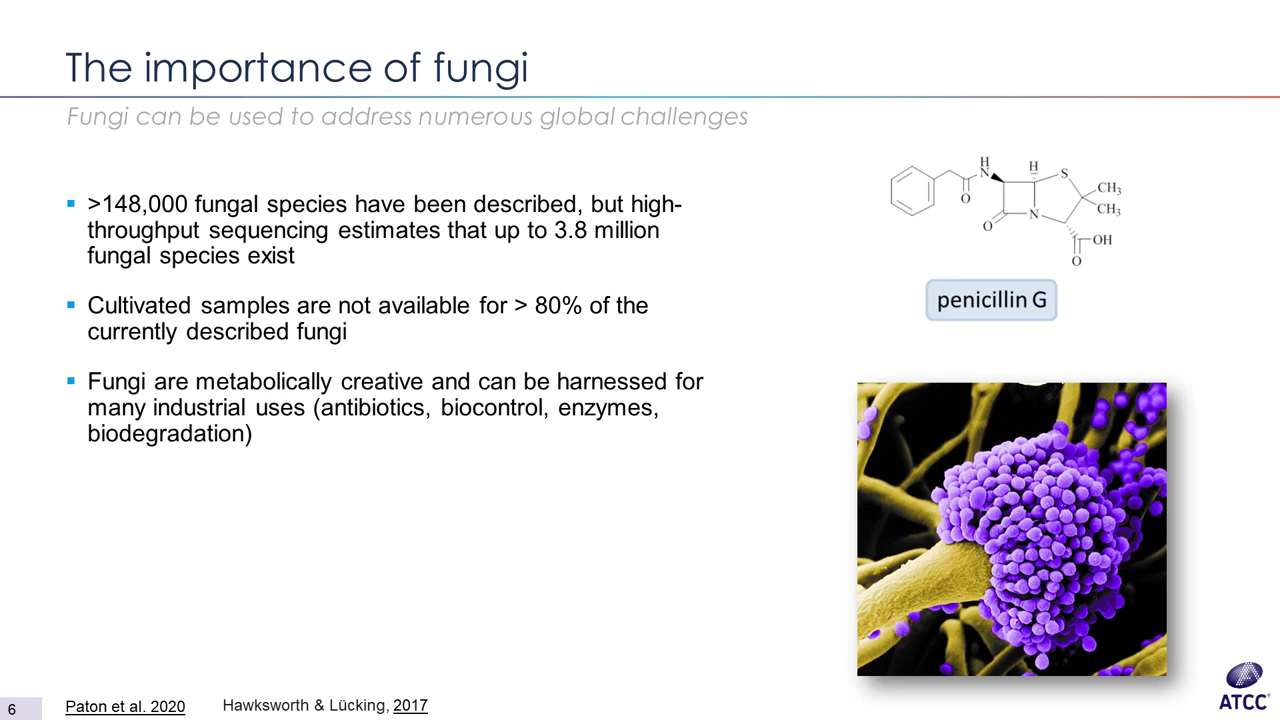 The importance of fungi
Fungi can be used to address numerous global challenges
▪ >148,000 fungal species have been described, but high-
throughput sequencing estimates that up to 3.8 million
fungal species exist
▪ Cultivated samples are not available for > 80% of the
currently described fungi
▪ Fungi are metabolically creative and can be harnessed for
many industrial uses (antibiotics, biocontrol, enzymes,
biodegradation)
H
N
O
H
S
CH3
CH3
N
O
OH
O
penicillin G
6
Paton et al. 2020
Hawksworth & Lücking, 2017
ATCC